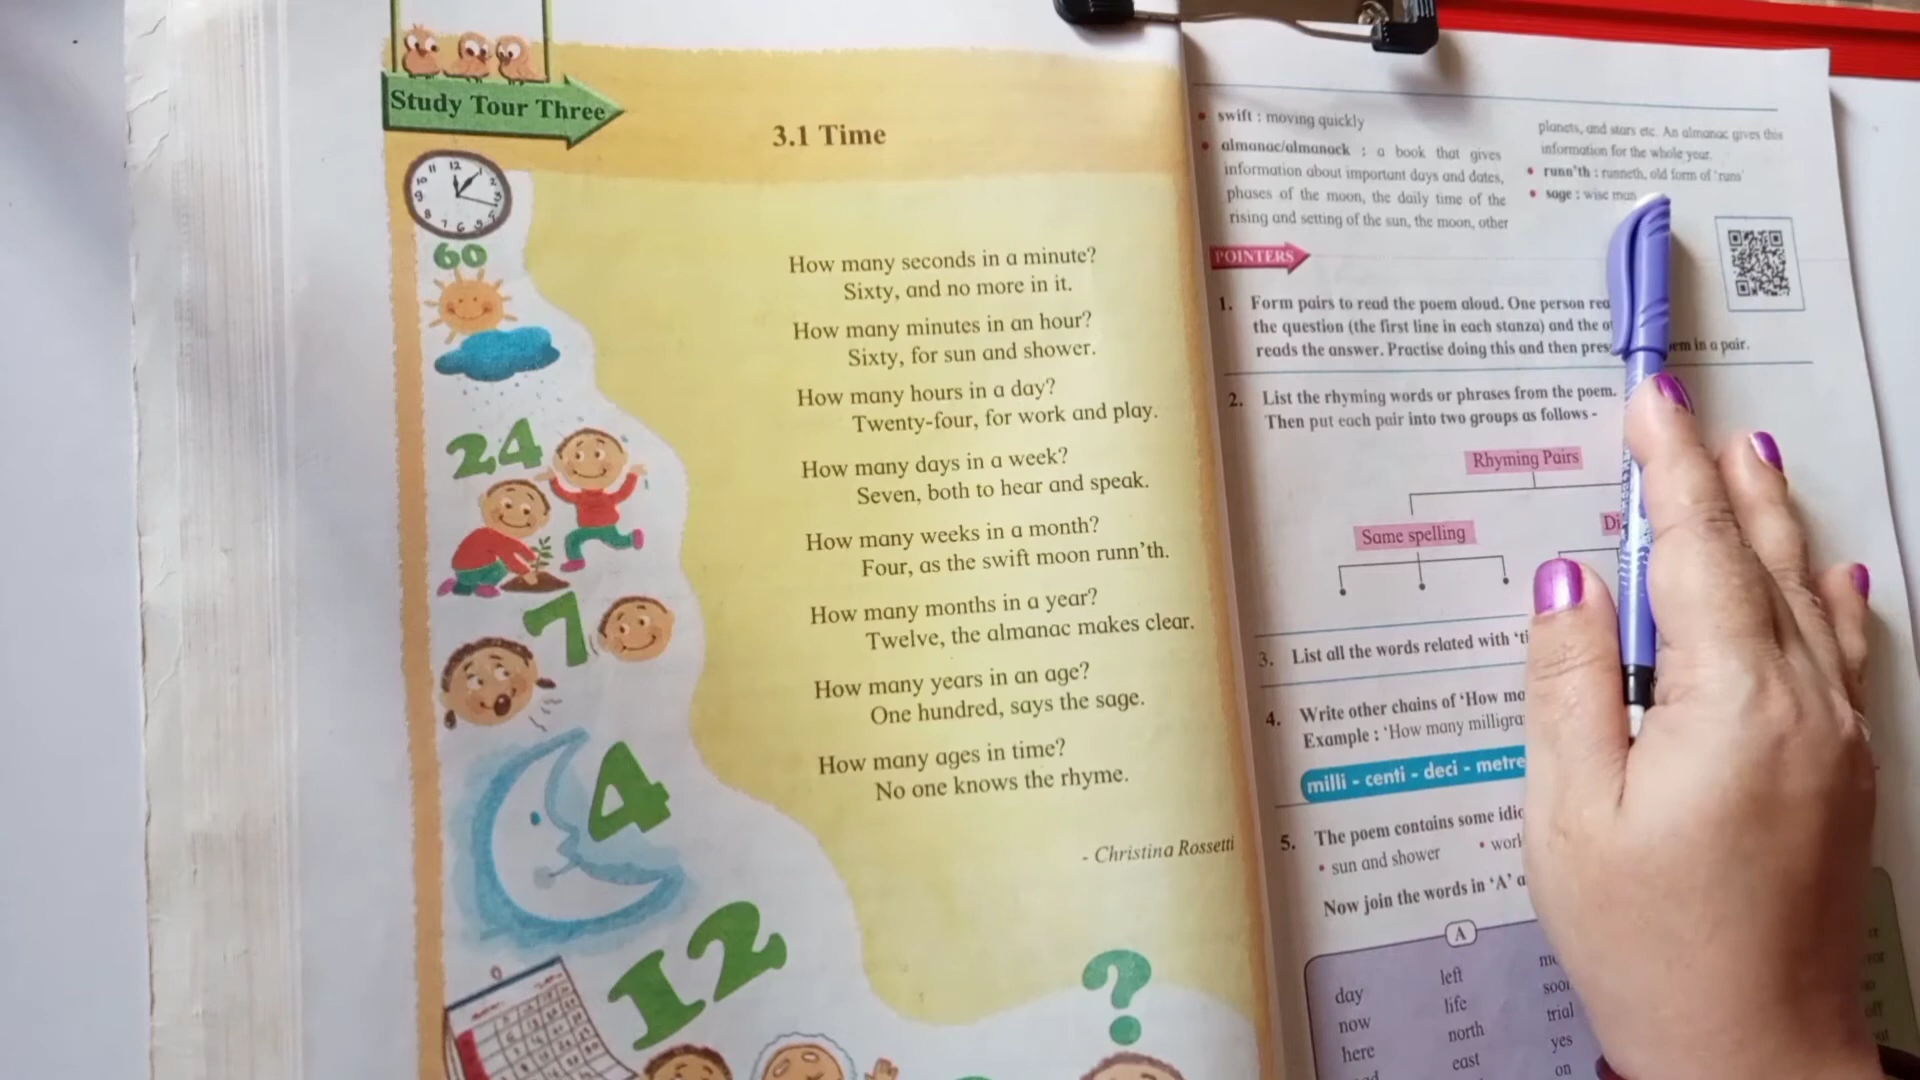 Study Tour Three
3.1 Time
60
24
7
4
12
?
How many seconds in a minute?
Sixty, and no more in it.
How many minutes in an hour?
Sixty, for sun and shower.
How many hours in a day?
Twenty-four, for work and play.
How many days in a week?
Seven, both to hear and speak.
How many weeks in a month?
Four, as the swift moon runn’th.
How many months in a year?
Twelve, the almanac makes clear.
How many years in an age?
One hundred, says the sage.
How many ages in time?
No one knows the rhyme.
- Christina Rossetti
• swift : moving quickly
• almanac/almanack : a book that gives
information about important days and dates,
phases of the moon, the daily time of the
rising and setting of the sun, the moon, other
planets, and stars etc. An almanac gives this
information for the whole year.
• runn’th : runneth, old form of ‘runs’
• sage : wise man
POINTERS
1. Form pairs to read the poem aloud. One person
the question (the first line in each stanza) and the
reads the answer. Practise doing this and then in a pair.
2. List the rhyming words or phrases from the poem.
Then put each pair into two groups as follows -
Rhyming Pairs
Same spelling
3. List all the words related with
4. Write other chains of ‘How
Example : ‘How many
milli - centi - deci - metre
5. The poem contains some
• sun and shower
Now join the words in ‘A’
A
day left
now life soon
here north trial
east yes
on